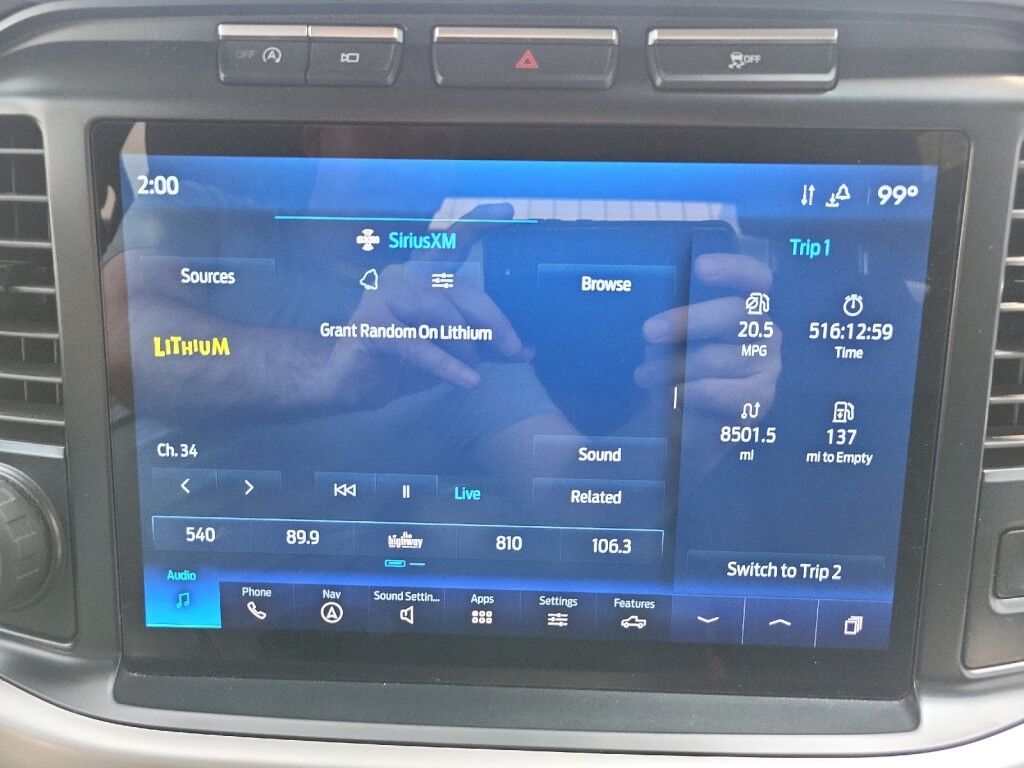 OFF A
OFF
2:00
99°
SiriusXM
Trip 1
Sources
Browse
Grant Random On Lithium
LITHIUM
20.5
MPG
516:12:59
Time
8501.5
mi
137
mi to Empty
Ch. 34
Sound
Live
Related
540
89.9
the highway
810
106.3
Switch to Trip 2
Audio
Phone
Nav
Sound Settin...
Apps
Settings
Features